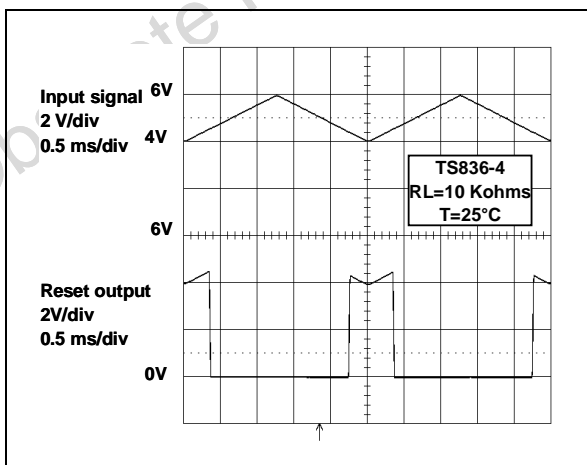 Input signal
2 V/div
0.5 ms/div
6V
4V
TS836-4
RL=10 Kohms
T=25°C
6V
Reset output
2V/div
0.5 ms/div
0V